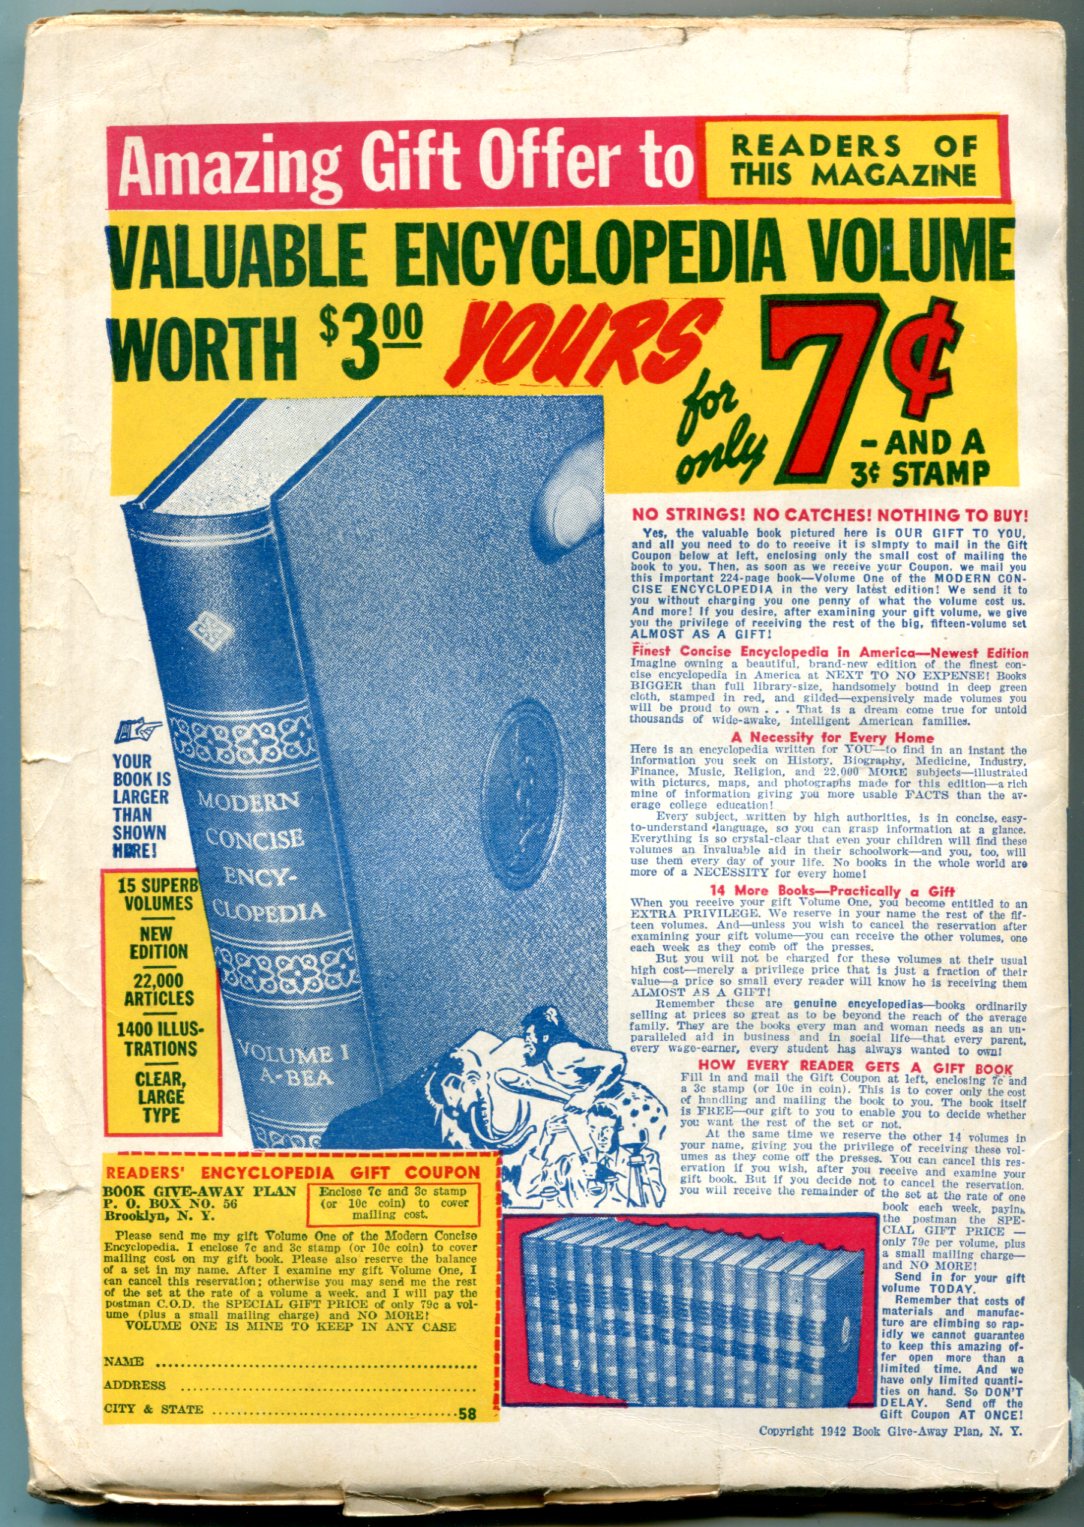 Amazing Gift Offer to
READERS OF
THIS MAGAZINE
VALUABLE ENCYCLOPEDIA VOLUME
WORTH $3.00 YOURS
for
only
7¢
- AND A
3¢ STAMP
MODERN
CONCISE
ENCY-
CLOPEDIA
VOLUME I
A-BEA
YOUR
BOOK IS
LARGER
THAN
SHOWN
HERE!
15 SUPERB
VOLUMES
NEW
EDITION
22,000
ARTICLES
1400 ILLUS-
TRATIONS
CLEAR,
LARGE
TYPE
NO STRINGS! NO CATCHES! NOTHING TO BUY!
Yes, the valuable book pictured here is OUR GIFT TO YOU,
and all you need to do to receive it is simply to mail in the Gift
Coupon below at left, enclosing only the small cost of mailing the
book to you. Then, as soon as we receive your Coupon, we mail you
this important 224-page book—Volume One of the MODERN CON-
CISE ENCYCLOPEDIA in the very latest edition! We send it to
you without charging you one penny of what the volume cost us.
And more! If you desire, after examining your gift volume, we give
you the privilege of receiving the rest of the big, fifteen-volume set
ALMOST AS A GIFT!
Finest Concise Encyclopedia in America—Newest Edition
Imagine owning a beautiful, brand-new edition of the finest con-
cise encyclopedia in America at NEXT TO NO EXPENSE! Books
BIGGER than full library-size, handsomely bound in deep green
cloth, stamped in red, and gilded—expensively made volumes you
will be proud to own . . . That is a dream come true for untold
thousands of wide-awake, intelligent American families.
A Necessity for Every Home
Here is an encyclopedia written for YOU—to find in an instant the
information you seek on History, Biography, Medicine, Industry,
Finance, Music, Religion, and 22,000 MORE subjects—illustrated
with pictures, maps, and photographs made for this edition—a rich
mine of information giving you more usable FACTS than the av-
erage college education!
Every subject, written by high authorities, is in concise, easy-
to-understand language, so you can grasp information at a glance.
Everything is so crystal-clear that even your children will find these
volumes an invaluable aid in their schoolwork—and you, too, will
use them every day of your life. No books in the whole world are
more of a NECESSITY for every home!
14 More Books—Practically a Gift
When you receive your gift Volume One, you become entitled to an
EXTRA PRIVILEGE. We reserve in your name the rest of the fif-
teen volumes. And—unless you wish to cancel the reservation after
examining your gift volume—you can receive the other volumes, one
each week as they comb off the presses.
But you will not be charged for these volumes at their usual
high cost—merely a privilege price that is just a fraction of their
value—a price so small every reader will know he is receiving them
ALMOST AS A GIFT!
Remember these are genuine encyclopedias—books ordinarily
selling at prices so great as to be beyond the reach of the average
family. They are the books every man and woman needs as an un-
paralleled aid in business and in social life—that every parent,
every wage-earner, every student has always wanted to own!
HOW EVERY READER GETS A GIFT BOOK
Fill in and mail the Gift Coupon at left, enclosing 7c and
a 3c stamp (or 10c in coin). This is to cover only the cost
of handling and mailing the book to you. The book itself
is FREE—our gift to you to enable you to decide whether
you want the rest of the set or not.
At the same time we reserve the other 14 volumes in
your name, giving you the privilege of receiving these vol-
umes as they come off the presses. You can cancel this res-
ervation if you wish, after you receive and examine your
gift book. But if you decide not to cancel the reservation,
you will receive the remainder of the set at the rate of one
book each week, paying
the postman the SPE-
CIAL GIFT PRICE —
only 79c per volume, plus
a small mailing charge—
and NO MORE!
Send in for your gift
volume TODAY.
Remember that costs of
materials and manufac-
ture are climbing so rap-
idly we cannot guarantee
to keep this amazing of-
fer open more than a
limited time. And we
have only limited quanti-
ties on hand. So DON'T
DELAY. Send off the
Gift Coupon AT ONCE!
READERS' ENCYCLOPEDIA GIFT COUPON
BOOK GIVE-AWAY PLAN
P. O. BOX NO. 56
Brooklyn, N. Y.
Enclose 7c and 3c stamp
(or 10c coin) to cover
mailing cost.
Please send me my gift Volume One of the Modern Concise
Encyclopedia. I enclose 7c and 3c stamp (or 10c coin) to cover
mailing cost on my gift book. Please also reserve the balance
of a set in my name. After I examine my gift Volume One, I
can cancel this reservation; otherwise you may send me the rest
of the set at the rate of a volume a week, and I will pay the
postman C.O.D. the SPECIAL GIFT PRICE of only 79c a vol-
ume (plus a small mailing charge) and NO MORE!
VOLUME ONE IS MINE TO KEEP IN ANY CASE
NAME
ADDRESS
CITY & STATE 58
Copyright 1942 Book Give-Away Plan, N. Y.